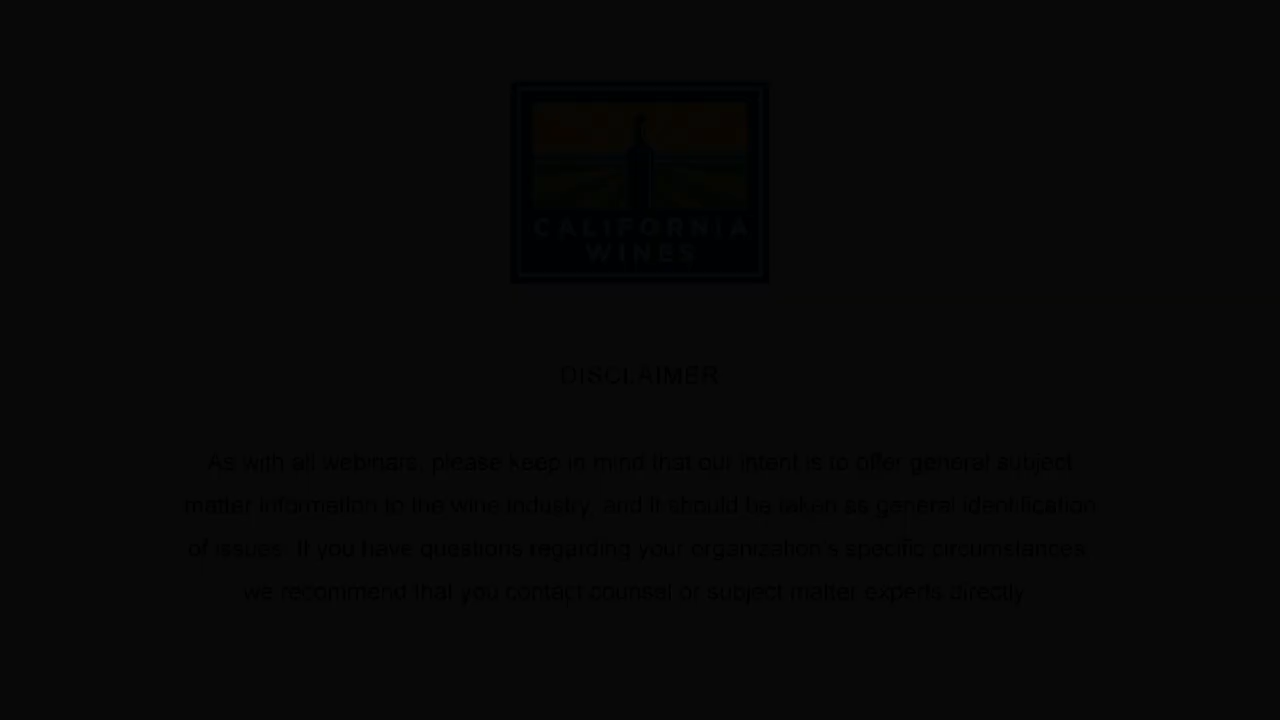 CALIFORNIA
WINES
DISCLAIMER
As with all webinars, please keep in mind that our intent is to offer general subject
matter information to the wine industry, and it should be taken as general identification
of issues. If you have questions regarding your organization's specific circumstances,
we recommend that you contact counsel or subject matter experts directly.